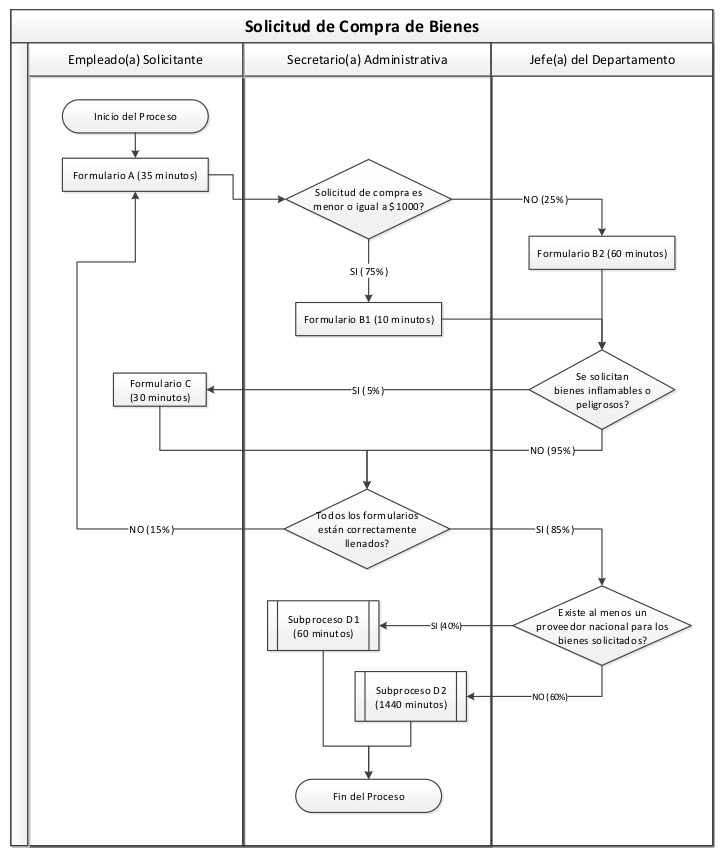 Solicitud de Compra de Bienes
Empleado(a) Solicitante
Secretario(a) Administrativa
Jefe(a) del Departamento
Inicio del Proceso
Formulario A (35 minutos)
Solicitud de compra es
menor o igual a $1000?
NO (25%)
Formulario B2 (60 minutos)
SI (75%)
Formulario B1 (10 minutos)
Se solicitan
bienes inflamables o
peligrosos?
SI (5%)
Formulario C
(30 minutos)
NO (95%)
Todos los formularios
están correctamente
llenados?
NO (15%)
SI (85%)
Existe al menos un
proveedor nacional para los
bienes solicitados?
SI (40%)
Subproceso D1
(60 minutos)
NO (60%)
Subproceso D2
(1440 minutos)
Fin del Proceso